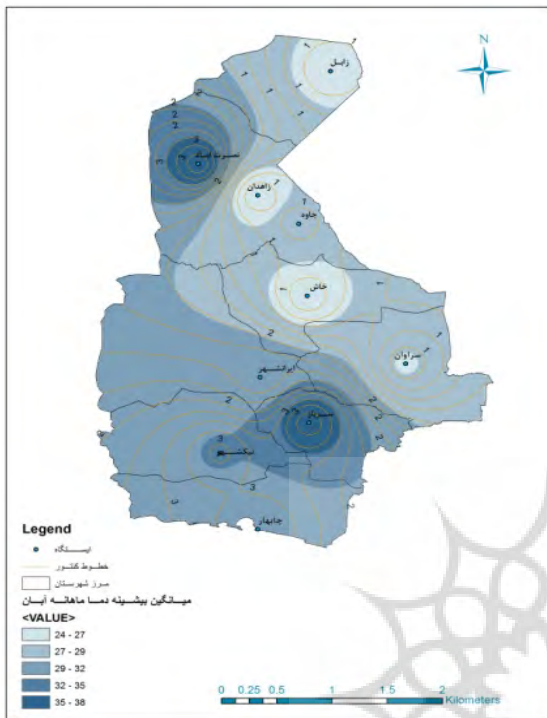 N
زابل
نصرت آباد
زاهدان
جاوه
خاش
سراوان
ایرانشهر
سرباز
نیکشهر
چابهار
Legend
ایستگاه
خطوط کنتور
مرز شهرستان
میانگین بیشینه دما ماهانه آبان
<VALUE>
24 - 27
27 - 29
29 - 32
32 - 35
35 - 38
0 0.25 0.5 1 1.5 2
Kilometers